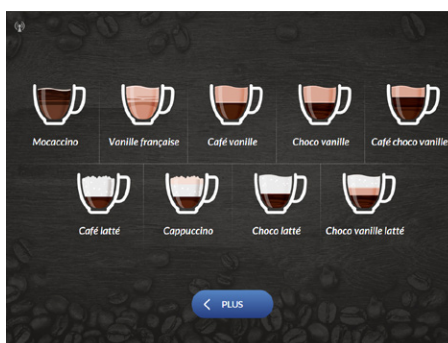 Mocaccino
Vanille française
Café vanille
Choco vanille
Café choco vanille
Café latté
Cappuccino
Choco latté
Choco vanille latté
PLUS